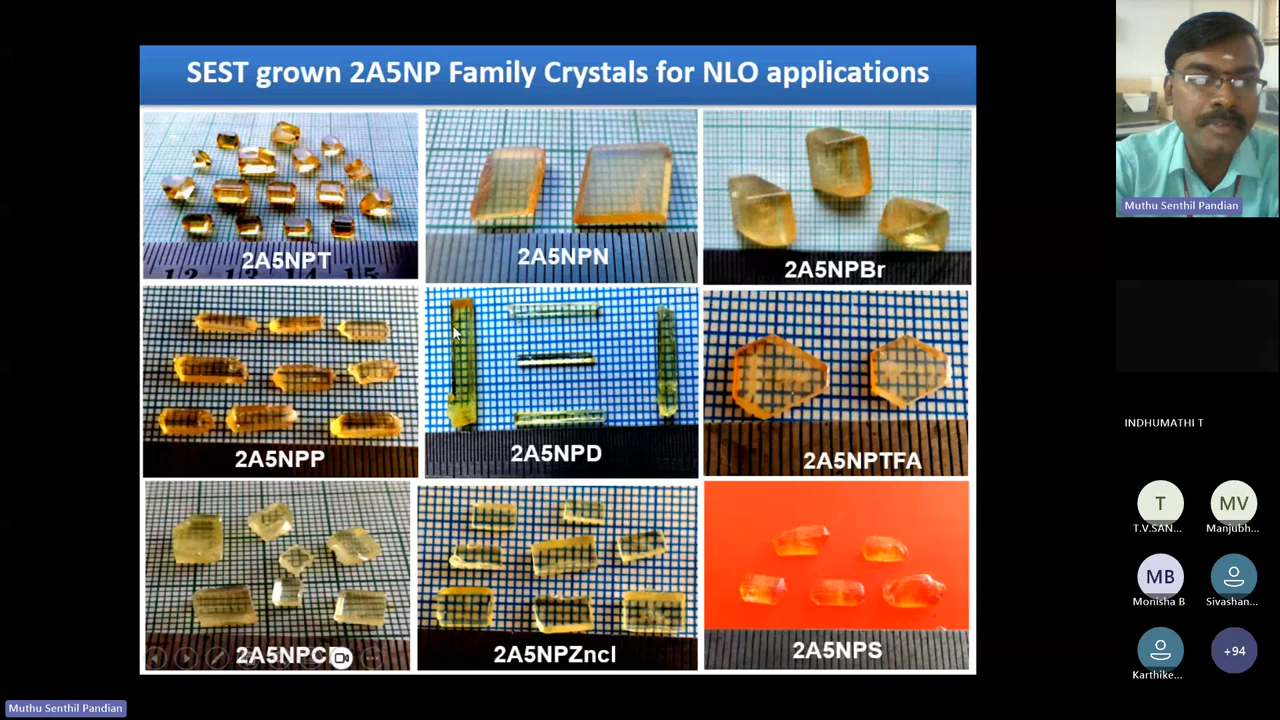 SEST grown 2A5NP Family Crystals for NLO applications
2A5NPT
2A5NPN
2A5NPBr
2A5NPP
2A5NPD
2A5NPTFA
2A5NPZncl
2A5NPS
Muthu Senthil Pandian
INDHUMATHI T
T
MV
T.V.SAN...
Manjubh...
MB
Monisha B
Sivashan...
Karthike...
+94
Muthu Senthil Pandian